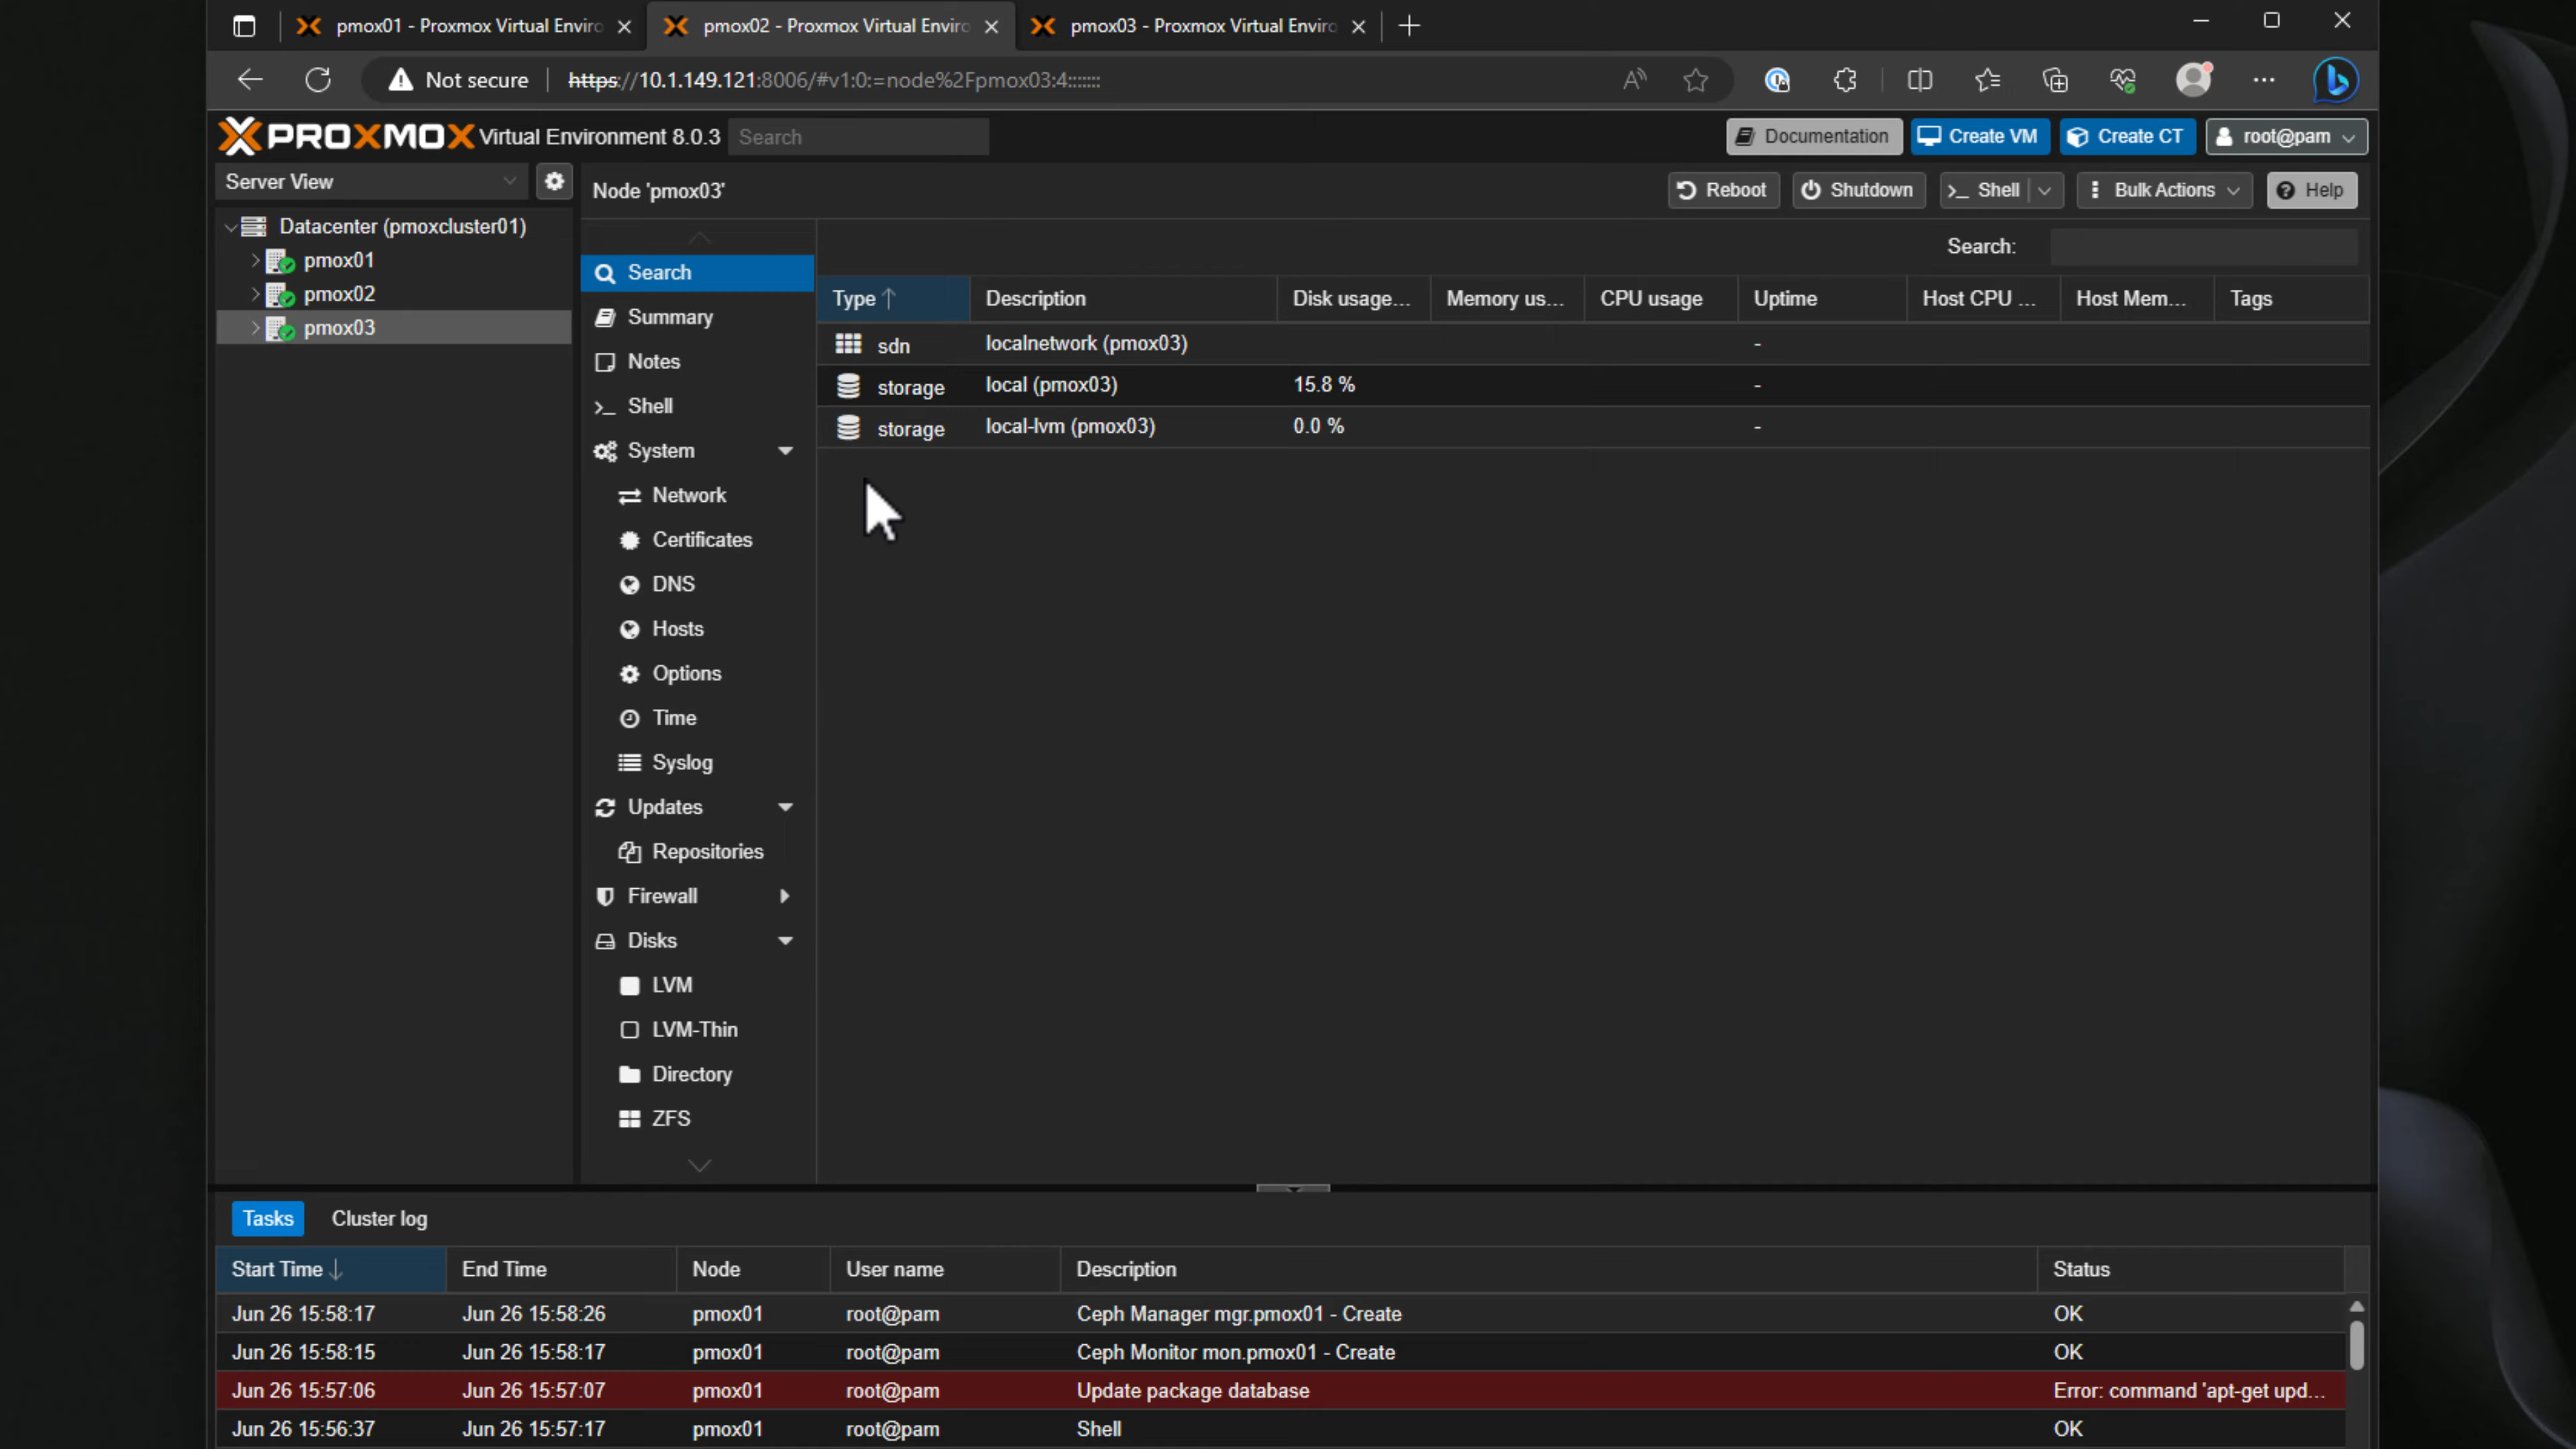 pmox01 - Proxmox Virtual Enviro
pmox02 - Proxmox Virtual Enviro
pmox03 - Proxmox Virtual Enviro
Not secure
https://10.1.149.121:8006/#v1:0:=node%2Fpmox03:4:::::::
PROXMOX Virtual Environment 8.0.3
Search
Documentation
Create VM
Create CT
root@pam
Server View
Node 'pmox03'
Reboot
Shutdown
Shell
Bulk Actions
Help
Datacenter (pmoxcluster01)
pmox01
pmox02
pmox03
Search
Summary
Notes
Shell
System
Network
Certificates
DNS
Hosts
Options
Time
Syslog
Updates
Repositories
Firewall
Disks
LVM
LVM-Thin
Directory
ZFS
Search:
Type Description Disk usage... Memory us... CPU usage Uptime Host CPU ... Host Mem... Tags
sdn localnetwork (pmox03) -
storage local (pmox03) 15.8 % -
storage local-lvm (pmox03) 0.0 % -
Tasks Cluster log
Start Time End Time Node User name Description Status
Jun 26 15:58:17 Jun 26 15:58:26 pmox01 root@pam Ceph Manager mgr.pmox01 - Create OK
Jun 26 15:58:15 Jun 26 15:58:17 pmox01 root@pam Ceph Monitor mon.pmox01 - Create OK
Jun 26 15:57:06 Jun 26 15:57:07 pmox01 root@pam Update package database Error: command 'apt-get upd...
Jun 26 15:56:37 Jun 26 15:57:17 pmox01 root@pam Shell OK